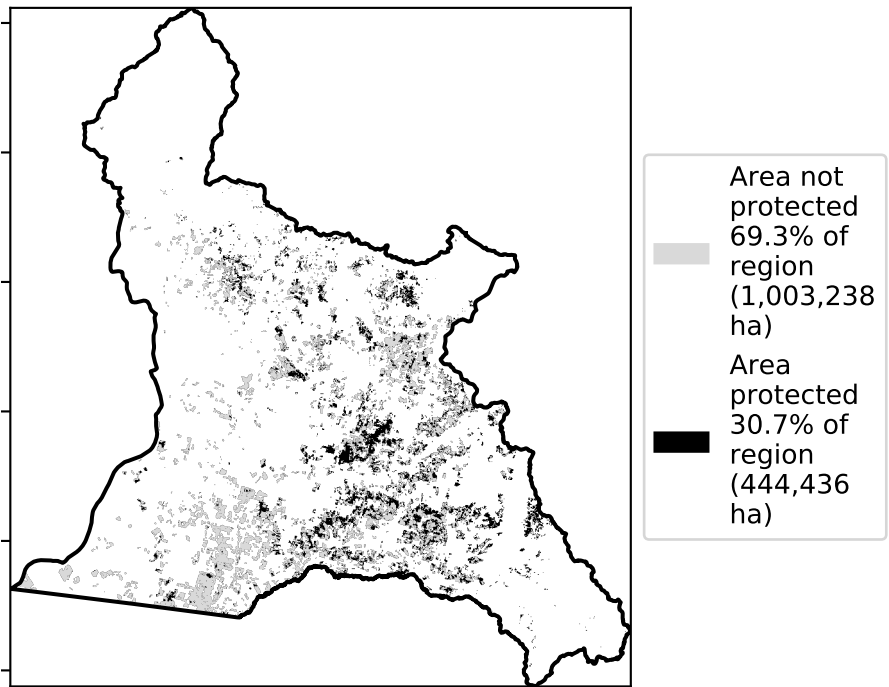 Area not
protected
69.3% of
region
(1,003,238
ha)
Area
protected
30.7% of
region
(444,436
ha)